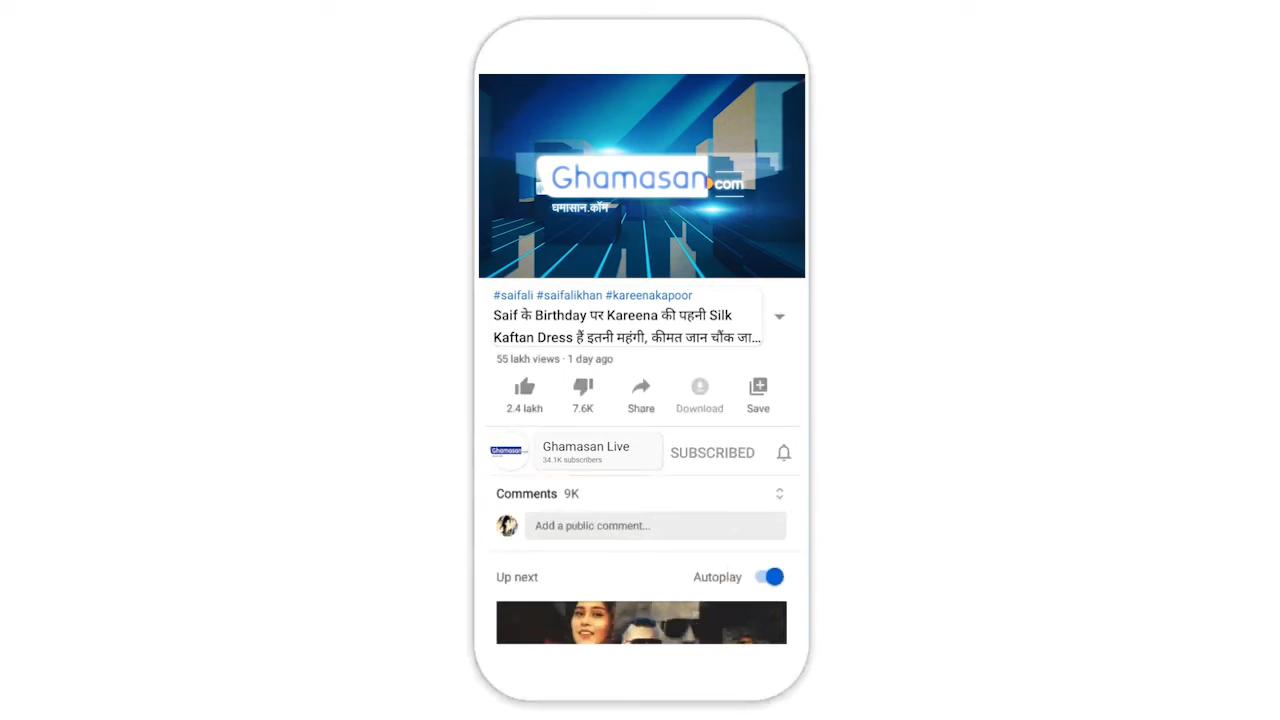 Ghamasan.com
घमासान.कॉम
#saifali #saifalikhan #kareenakapoor
Saif के Birthday पर Kareena की पहनी Silk
Kaftan Dress हैं इतनी महंगी, कीमत जान चौंक जा...
55 lakh views · 1 day ago
2.4 lakh 7.6K Share Download Save
Ghamasan
Ghamasan Live
34.1K subscribers
SUBSCRIBED
Comments 9K
Add a public comment...
Up next Autoplay